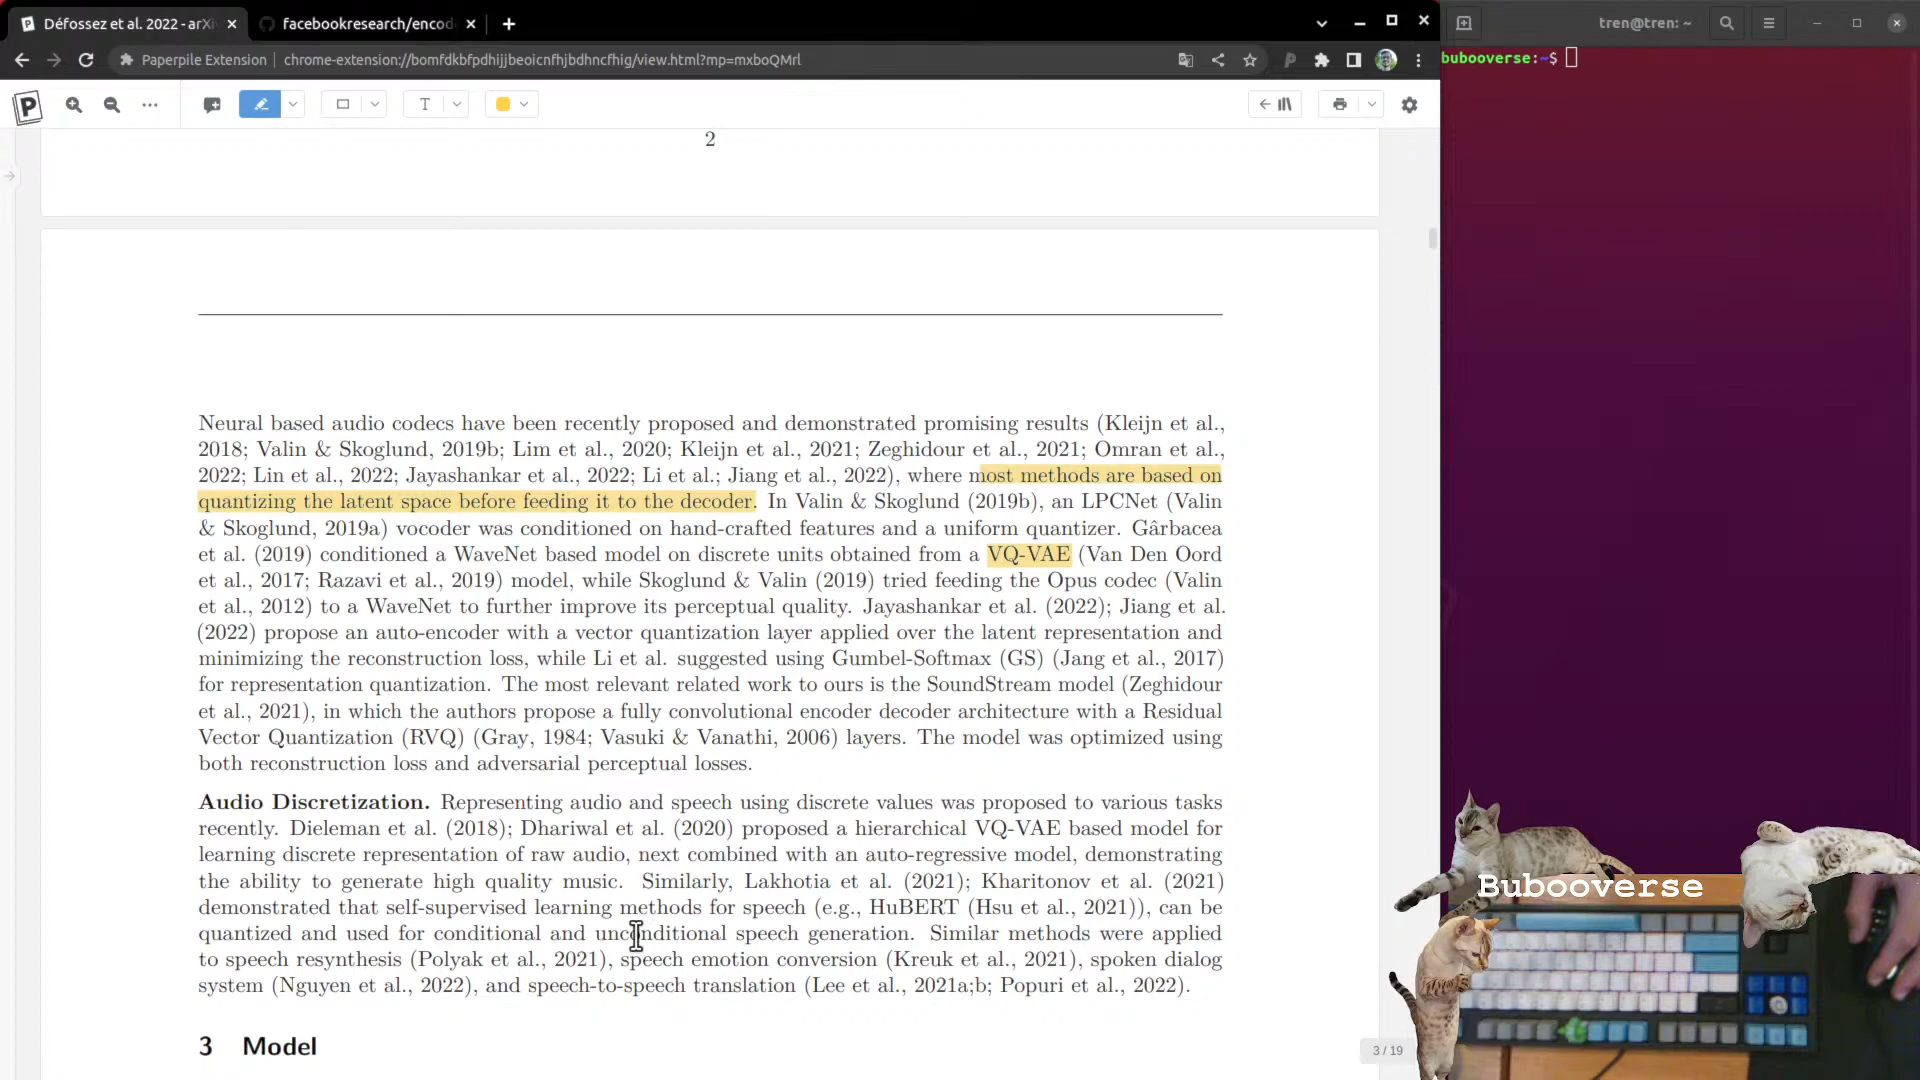 Défossez et al. 2022 - arXiv
facebookresearch/encod
tren@tren: ~
Paperpile Extension
chrome-extension://bomfdkbfpdhijjbeoicnfhjbdhncfhig/view.html?mp=mxboQMrl
bubooverse:~$
P
T
2
Neural based audio codecs have been recently proposed and demonstrated promising results (Kleijn et al.,
2018; Valin & Skoglund, 2019b; Lim et al., 2020; Kleijn et al., 2021; Zeghidour et al., 2021; Omran et al.,
2022; Lin et al., 2022; Jayashankar et al., 2022; Li et al.; Jiang et al., 2022), where most methods are based on
quantizing the latent space before feeding it to the decoder. In Valin & Skoglund (2019b), an LPCNet (Valin
& Skoglund, 2019a) vocoder was conditioned on hand-crafted features and a uniform quantizer. Gârbacea
et al. (2019) conditioned a WaveNet based model on discrete units obtained from a VQ-VAE (Van Den Oord
et al., 2017; Razavi et al., 2019) model, while Skoglund & Valin (2019) tried feeding the Opus codec (Valin
et al., 2012) to a WaveNet to further improve its perceptual quality. Jayashankar et al. (2022); Jiang et al.
(2022) propose an auto-encoder with a vector quantization layer applied over the latent representation and
minimizing the reconstruction loss, while Li et al. suggested using Gumbel-Softmax (GS) (Jang et al., 2017)
for representation quantization. The most relevant related work to ours is the SoundStream model (Zeghidour
et al., 2021), in which the authors propose a fully convolutional encoder decoder architecture with a Residual
Vector Quantization (RVQ) (Gray, 1984; Vasuki & Vanathi, 2006) layers. The model was optimized using
both reconstruction loss and adversarial perceptual losses.
Audio Discretization. Representing audio and speech using discrete values was proposed to various tasks
recently. Dieleman et al. (2018); Dhariwal et al. (2020) proposed a hierarchical VQ-VAE based model for
learning discrete representation of raw audio, next combined with an auto-regressive model, demonstrating
the ability to generate high quality music. Similarly, Lakhotia et al. (2021); Kharitonov et al. (2021)
demonstrated that self-supervised learning methods for speech (e.g., HuBERT (Hsu et al., 2021)), can be
quantized and used for conditional and unconditional speech generation. Similar methods were applied
to speech resynthesis (Polyak et al., 2021), speech emotion conversion (Kreuk et al., 2021), spoken dialog
system (Nguyen et al., 2022), and speech-to-speech translation (Lee et al., 2021a;b; Popuri et al., 2022).
3 Model
3 / 19
Bubooverse